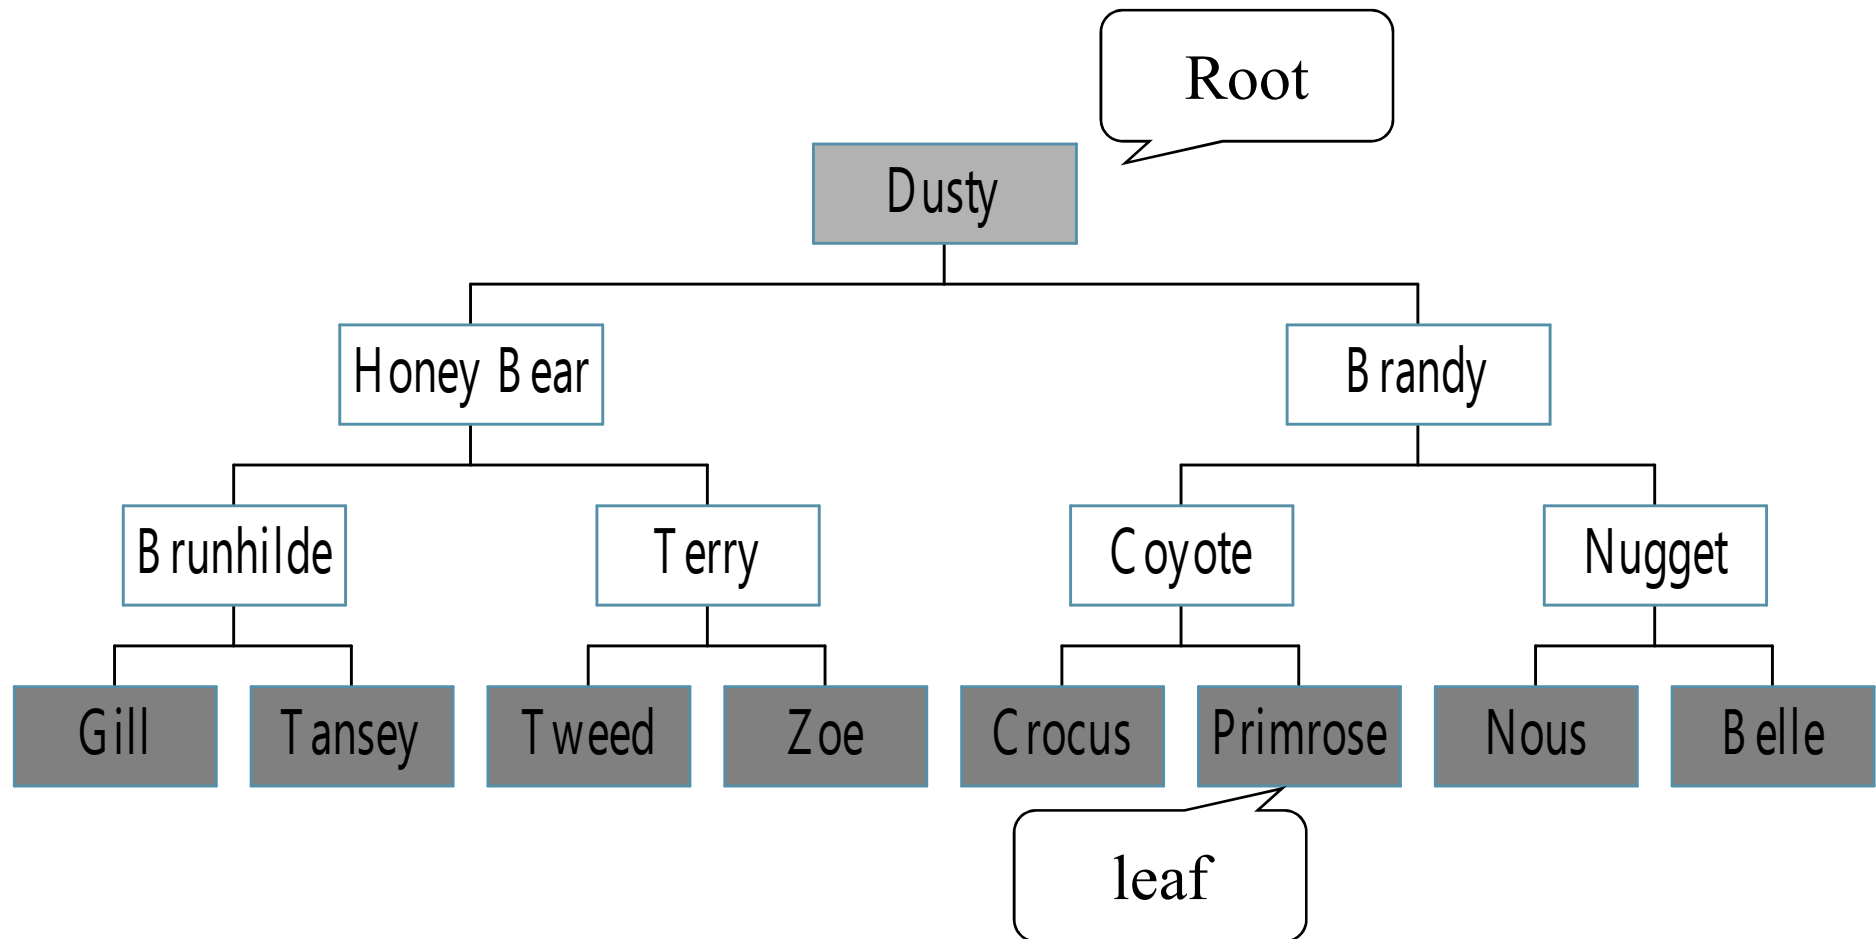 Root
Dusty
Honey Bear
Brandy
Brunhilde
Terry
Coyote
Nugget
Gill
Tansey
Tweed
Zoe
Crocus
Primrose
Nous
Belle
leaf